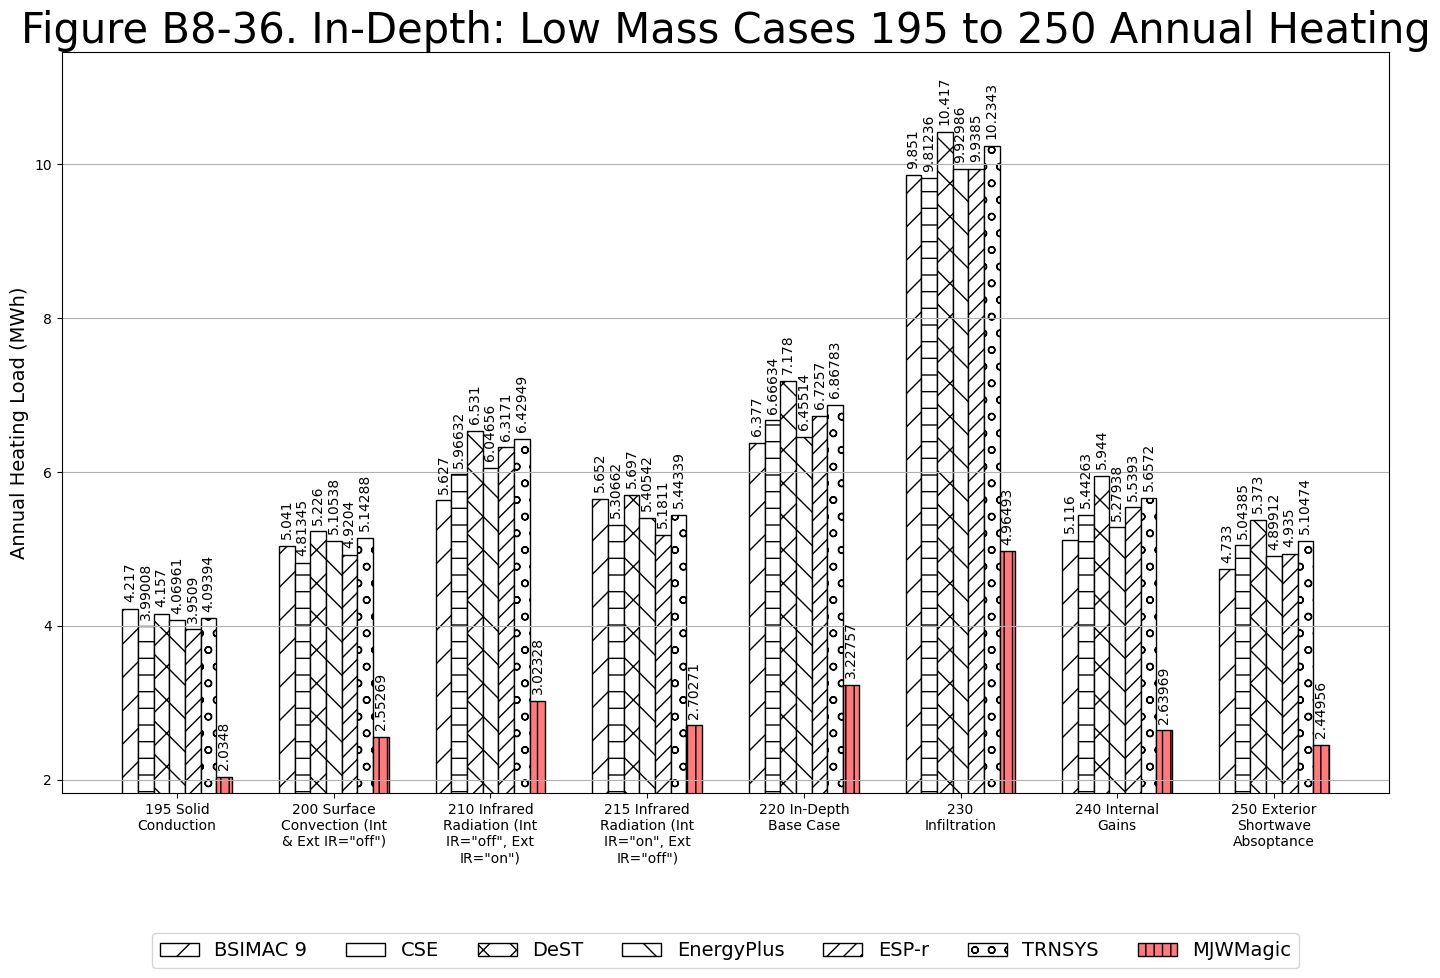 Figure B8-36. In-Depth: Low Mass Cases 195 to 250 Annual Heating
Annual Heating Load (MWh)
10
8
6
4
2
4.217
3.99008
4.157
4.06961
3.9509
4.09394
2.0348
5.041
4.81345
5.226
5.10538
4.9204
5.14288
2.55269
5.627
5.96632
6.531
6.04656
6.3171
6.42949
3.02328
5.652
5.30662
5.697
5.40542
5.1811
5.44339
2.70271
6.377
6.66634
7.178
6.45514
6.7257
6.86783
3.22757
9.851
9.81236
10.417
9.92986
9.9385
10.2343
4.96493
5.116
5.44263
5.944
5.27938
5.5393
5.6572
2.63969
4.733
5.04385
5.373
4.89912
4.935
5.10474
2.44956
195 Solid
Conduction
200 Surface
Convection (Int
& Ext IR="off")
210 Infrared
Radiation (Int
IR="off", Ext
IR="on")
215 Infrared
Radiation (Int
IR="on", Ext
IR="off")
220 In-Depth
Base Case
230
Infiltration
240 Internal
Gains
250 Exterior
Shortwave
Absoptance
BSIMAC 9
CSE
DeST
EnergyPlus
ESP-r
TRNSYS
MJWMagic